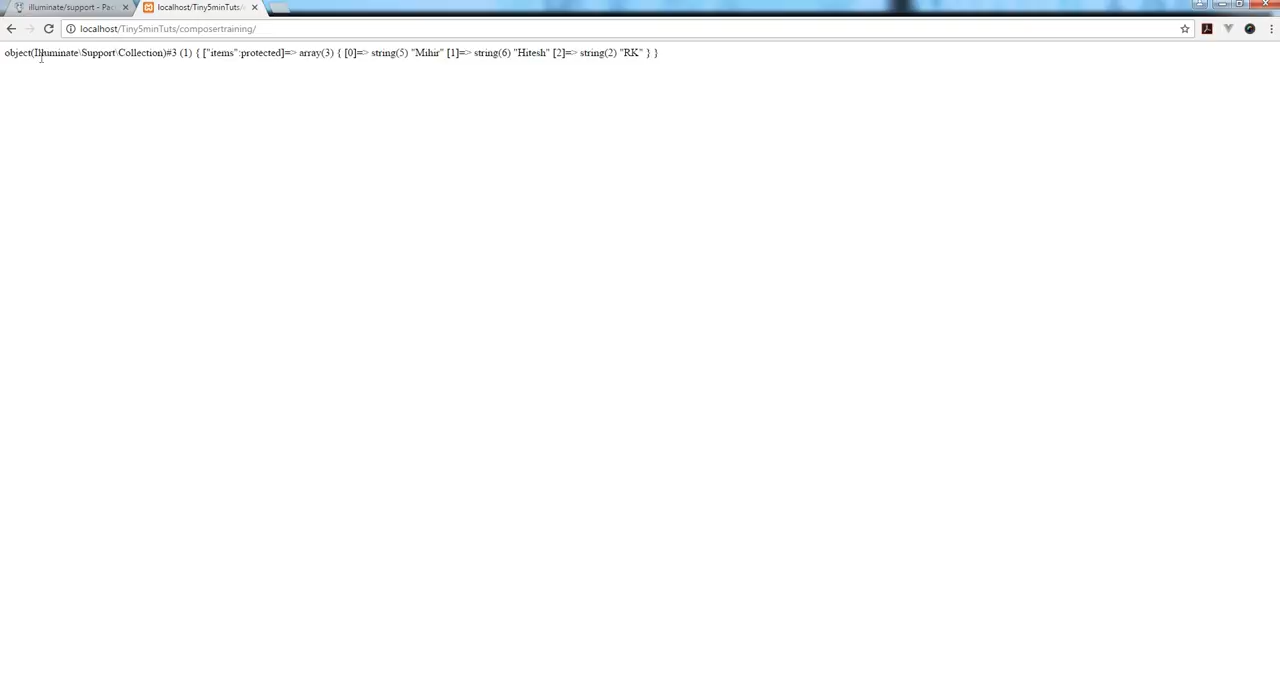 illuminate/support - Pac
localhost/Tiny5minTuts/
localhost/Tiny5minTuts/composertraining/
object(Illuminate\Support\Collection)#3 (1) { ["items":protected]=> array(3) { [0]=> string(5) "Mihir" [1]=> string(6) "Hitesh" [2]=> string(2) "RK" } }